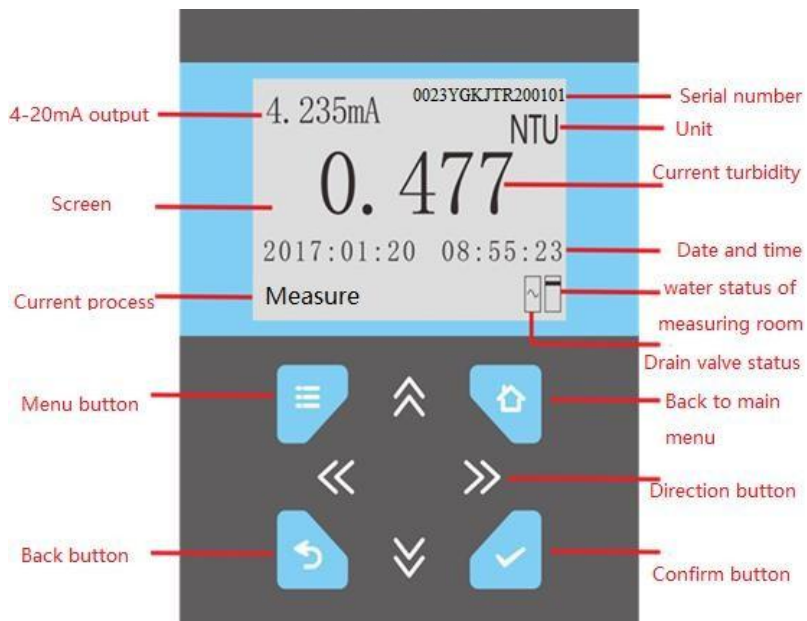 4-20mA output
Screen
Current process
Menu button
Back button
4.235mA
0023YGKJTR200101
NTU
0.477
2017:01:20 08:55:23
Measure
Serial number
Unit
Current turbidity
Date and time
water status of
measuring room
Drain valve status
Back to main
menu
Direction button
Confirm button